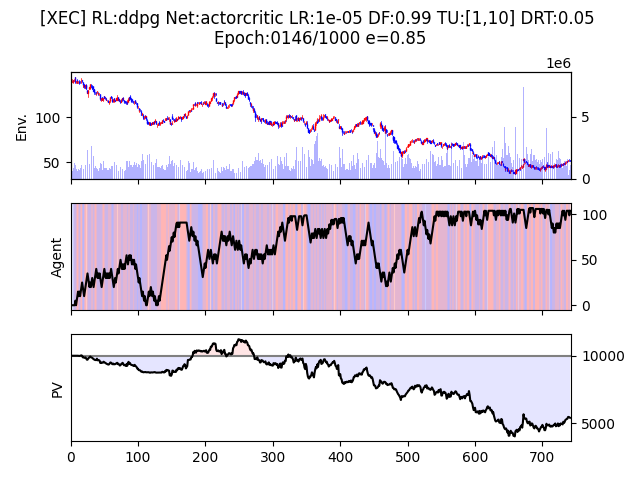 [XEC] RL:ddpg Net:actorcritic LR:1e-05 DF:0.99 TU:[1,10] DRT:0.05
Epoch:0146/1000 e=0.85
1e6
Env.
100
50
5
0
Agent
100
50
0
PV
10000
5000
0 100 200 300 400 500 600 700